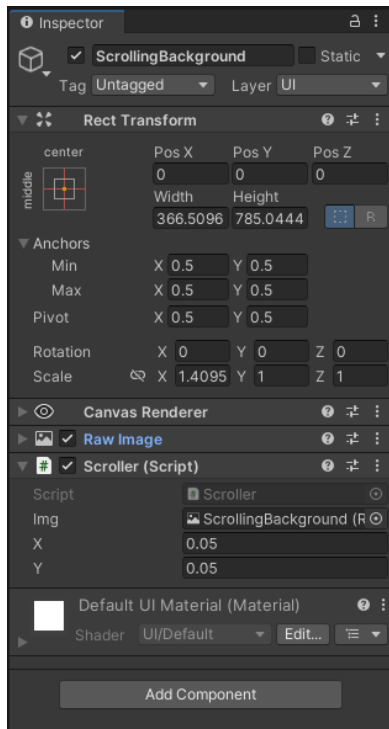 Inspector
ScrollingBackground Static
Tag Untagged Layer UI
Rect Transform
center Pos X Pos Y Pos Z
middle 0 0 0
Width Height
366.5096 785.0444 R
Anchors
Min X 0.5 Y 0.5
Max X 0.5 Y 0.5
Pivot X 0.5 Y 0.5
Rotation X 0 Y 0 Z 0
Scale X 1.4095 Y 1 Z 1
Canvas Renderer
Raw Image
# Scroller (Script)
Script # Scroller
Img ScrollingBackground (R
X 0.05
Y 0.05
Default UI Material (Material)
Shader UI/Default Edit...
Add Component